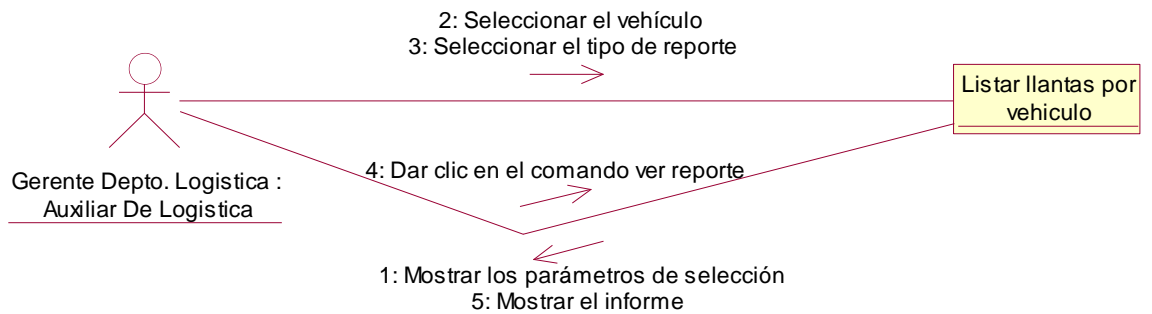 2: Seleccionar el vehículo
3: Seleccionar el tipo de reporte
Listar llantas por
vehiculo
4: Dar clic en el comando ver reporte
Gerente Depto. Logistica :
Auxiliar De Logistica
1: Mostrar los parámetros de selección
5: Mostrar el informe